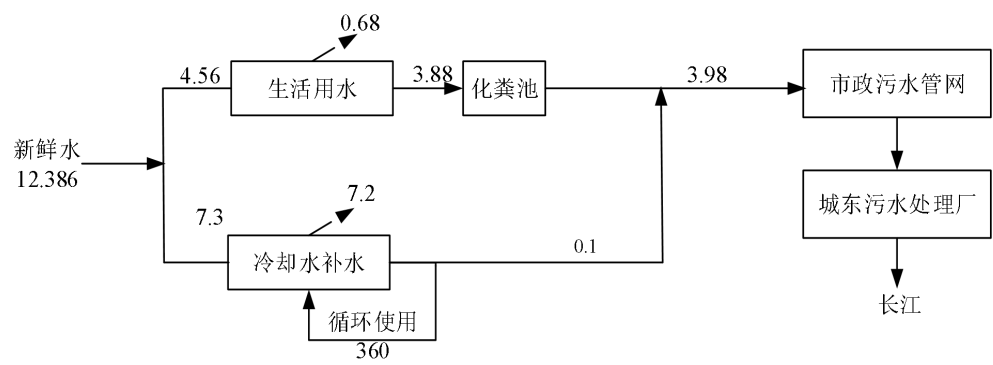 0.68
4.56
生活用水
3.88
化粪池
3.98
市政污水管网
新鲜水
12.386
7.3
7.2
冷却水补水
0.1
城东污水处理厂
循环使用
360
长江